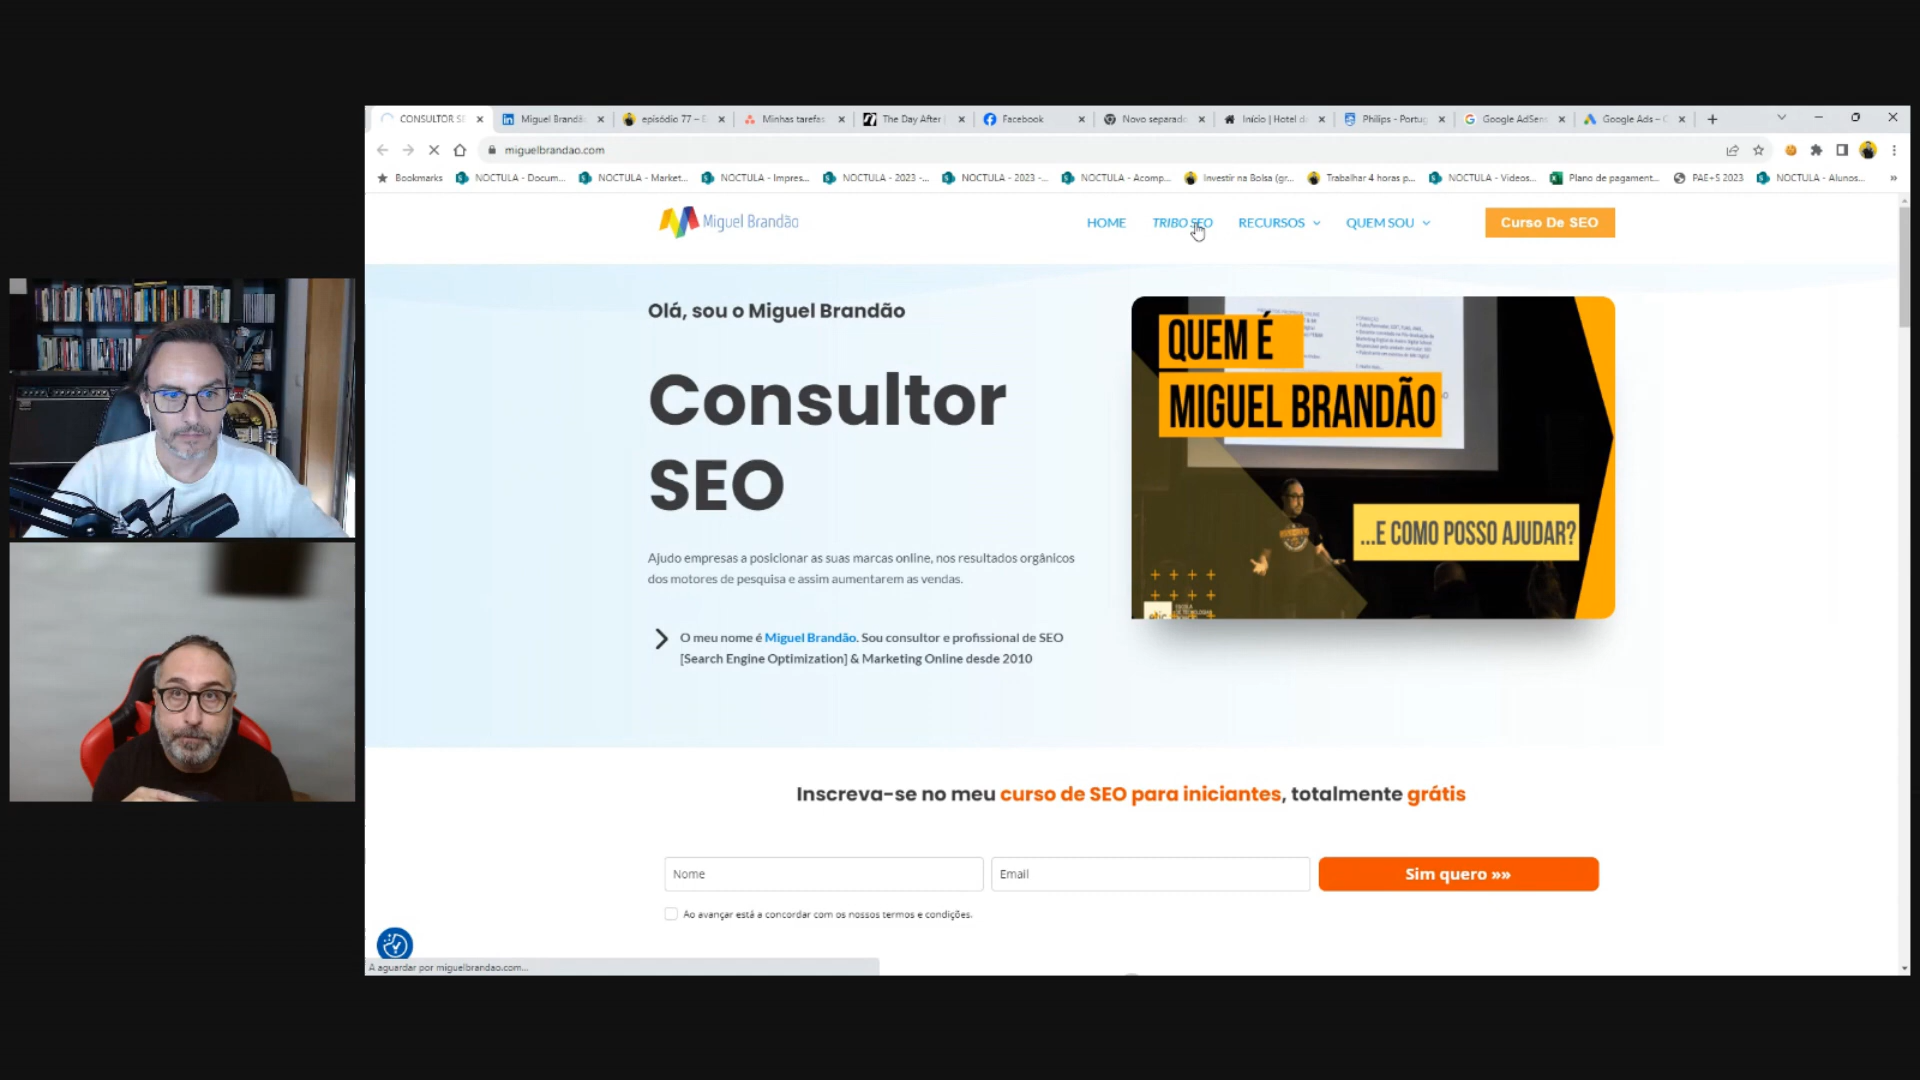 CONSULTOR SE
Miguel Brandã
episódio 77 – E
Minhas tarefas
The Day After
Facebook
Novo separado
Início | Hotel d
Philips - Portug
Google AdSens
Google Ads – C
miguelbrandao.com
Bookmarks
NOCTULA - Docum...
NOCTULA - Market...
NOCTULA - Impres...
NOCTULA - 2023 -...
NOCTULA - 2023 -...
NOCTULA - Acomp...
Investir na Bolsa (gr...
Trabalhar 4 horas p...
NOCTULA - Videos...
Plano de pagament...
PAE+S 2023
NOCTULA - Alunos...
Miguel Brandão
HOME
TRIBO SEO
RECURSOS
QUEM SOU
Curso De SEO
Olá, sou o Miguel Brandão
Consultor
SEO
Ajudo empresas a posicionar as suas marcas online, nos resultados orgânicos
dos motores de pesquisa e assim aumentarem as vendas.
O meu nome é Miguel Brandão. Sou consultor e profissional de SEO
[Search Engine Optimization] & Marketing Online desde 2010
QUEM É
MIGUEL BRANDÃO
...E COMO POSSO AJUDAR?
Inscreva-se no meu curso de SEO para iniciantes, totalmente grátis
Nome
Email
Sim quero »»
Ao avançar está a concordar com os nossos termos e condições.
A aguardar por miguelbrandao.com...